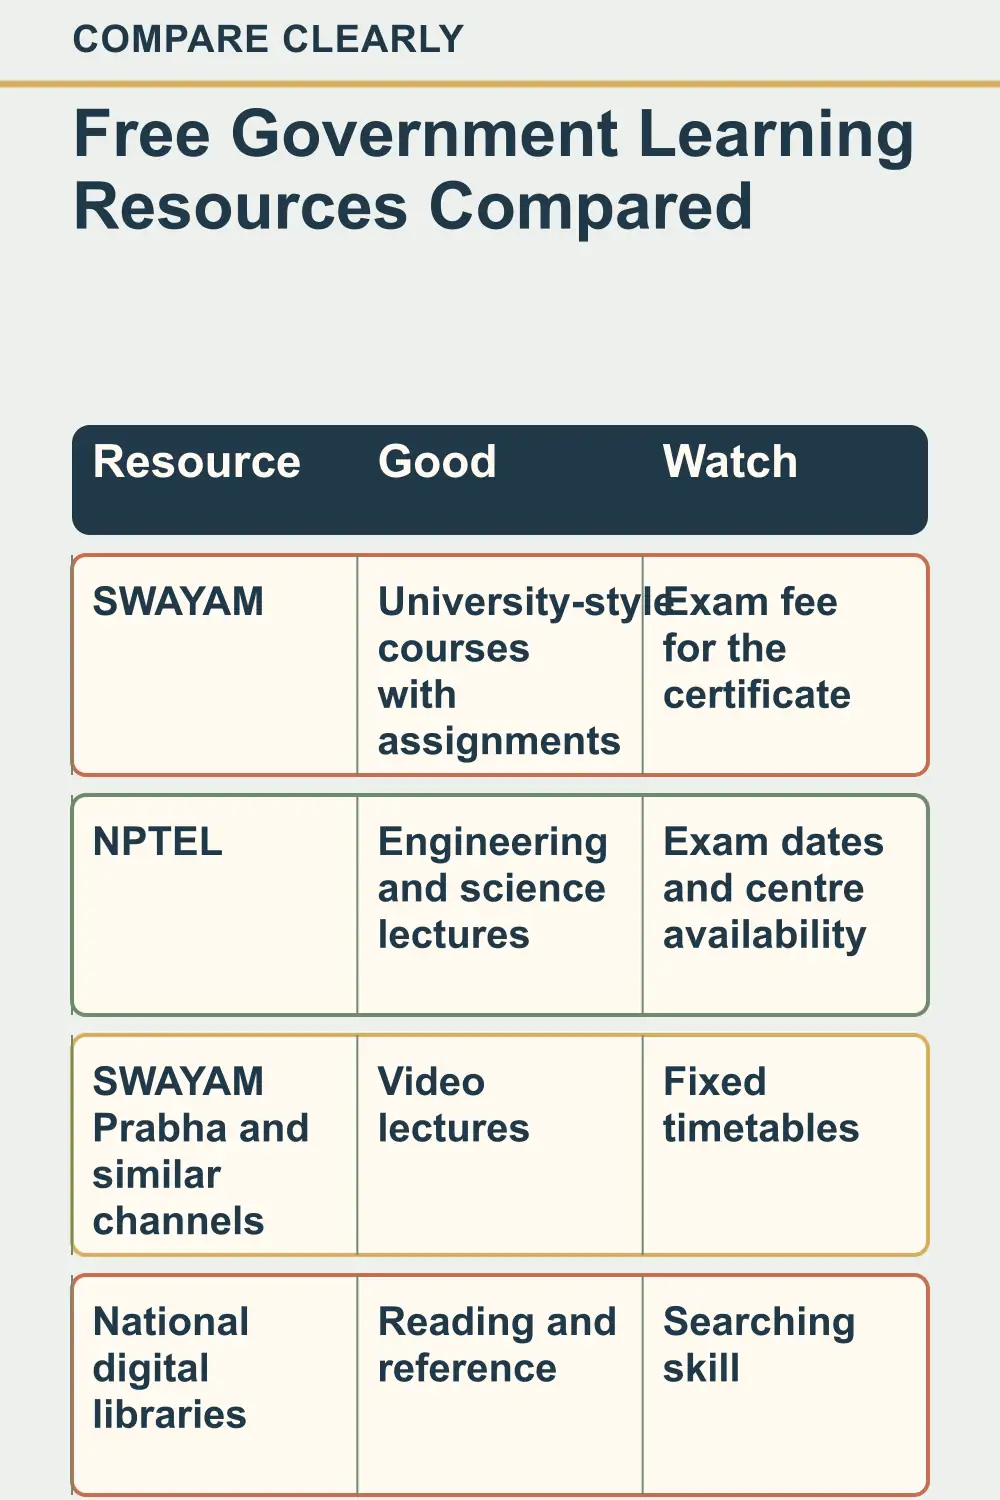 COMPARE CLEARLY
Free Government Learning
Resources Compared
Resource
Good
Watch
SWAYAM
University-style
courses
with
assignments
Exam fee
for the
certificate
NPTEL
Engineering
and science
lectures
Exam dates
and centre
availability
SWAYAM
Prabha and
similar
channels
Video
lectures
Fixed
timetables
National
digital
libraries
Reading and
reference
Searching
skill